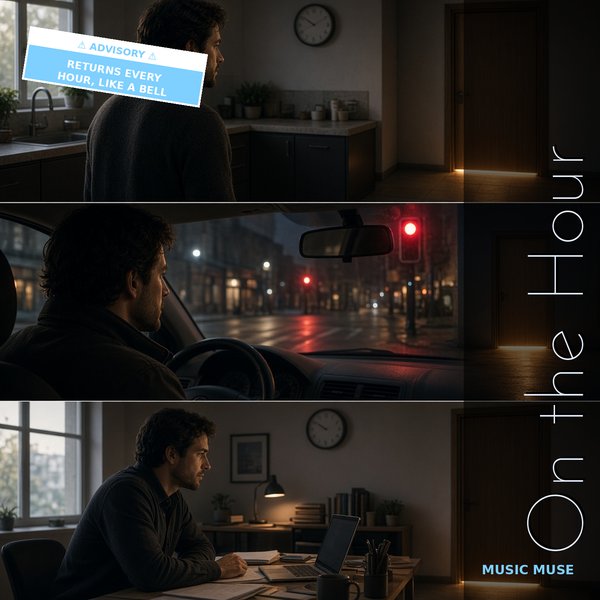 ⚠ ADVISORY ⚠
RETURNS EVERY
HOUR, LIKE A BELL
On the Hour
MUSIC MUSE